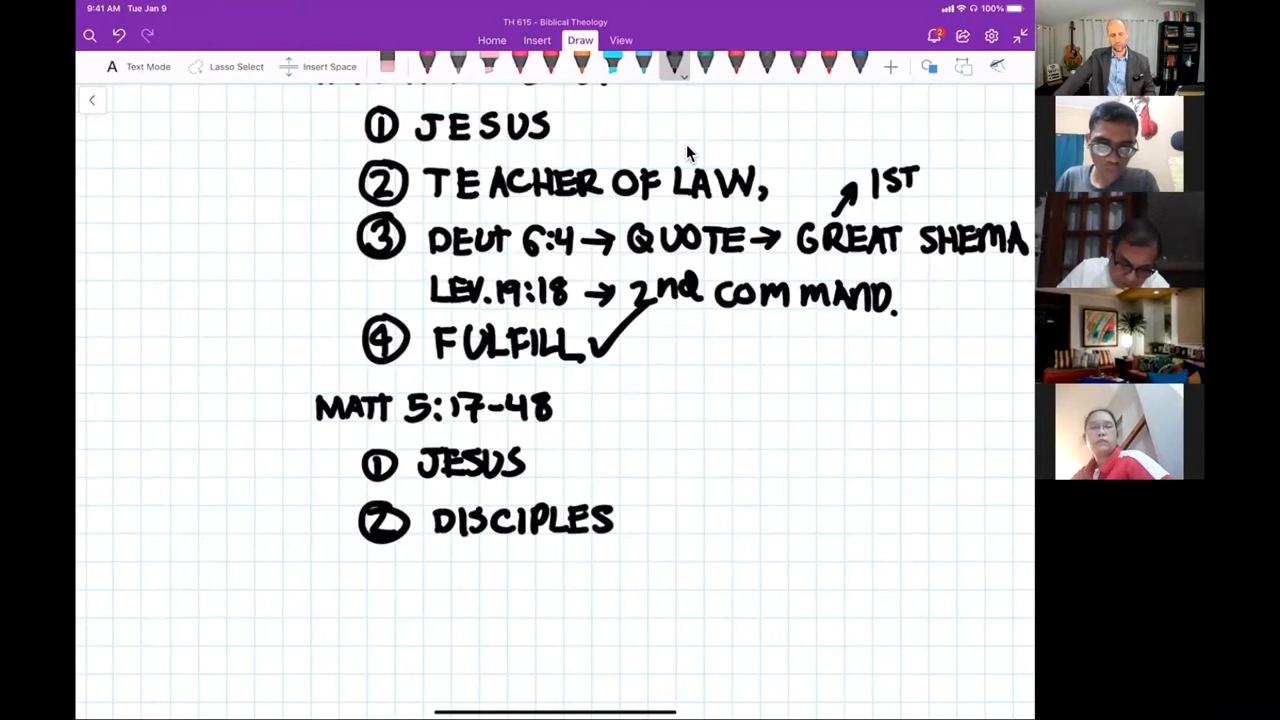 9:41 AM Tue Jan 9
100%
TH 615 - Biblical Theology
Home Insert Draw View
2
Text Mode Lasso Select Insert Space
① JESUS
② TEACHER OF LAW,
1ST
③ DEUT 6:4 → QUOTE → GREAT SHEMA
LEV. 19:18 → 2nd COMMAND.
④ FULFILL ✓
MATT 5:17-48
① JESUS
② DISCIPLES